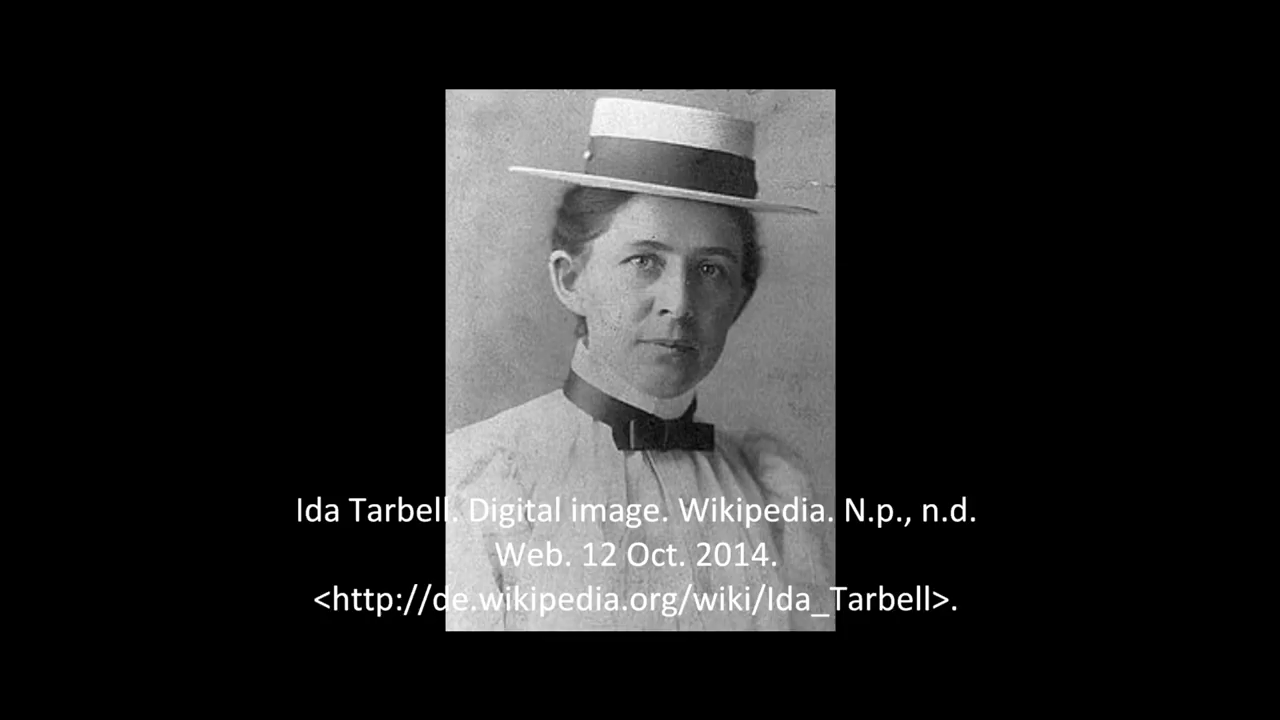 Ida Tarbell. Digital image. Wikipedia. N.p., n.d.
Web. 12 Oct. 2014.
<http://de.wikipedia.org/wiki/Ida_Tarbell>.